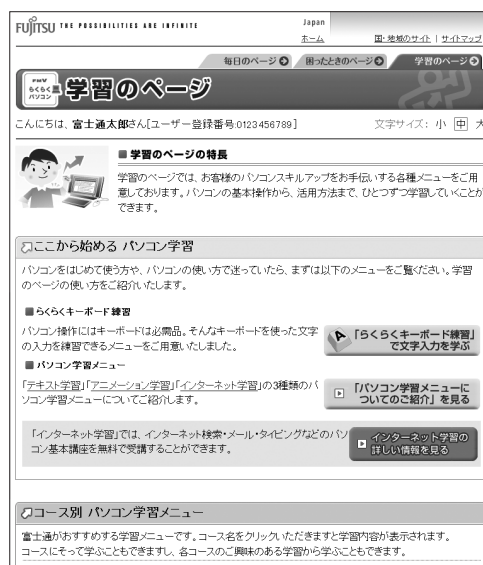 FUJITSU THE POSSIBILITIES ARE INFINITE
Japan
ホーム
国・地域のサイト | サイトマップ
毎日のページ
困ったときのページ
学習のページ
FMV
らくらく
パソコン
学習のページ
こんにちは、富士通太郎さん[ユーザー登録番号:0123456789]
文字サイズ: 小 中 大
■学習のページの特長
学習のページでは、お客様のパソコンスキルアップをお手伝いする各種メニューをご用
意しております。パソコンの基本操作から、活用方法まで、ひとつずつ学習していくことが
できます。
ここから始める パソコン学習
パソコンをはじめて使う方や、パソコンの使い方で迷っていたら、まずは以下のメニューをご覧ください。学習
のページの使い方をご紹介いたします。
■らくらくキーボード練習
パソコン操作にはキーボードは必需品。そんなキーボードを使った文字
の入力を練習できるメニューをご用意いたしました。
A
「らくらくキーボード練習」
で文字入力を学ぶ
■パソコン学習メニュー
「テキスト学習」「アニメーション学習」「インターネット学習」の3種類のパ
ソコン学習メニューについてご紹介します。
「パソコン学習メニューに
ついてのご紹介」を見る
「インターネット学習」では、インターネット検索・メール・タイピングなどのパソ
コン基本講座を無料で受講することができます。
インターネット学習の
詳しい情報を見る
コース別 パソコン学習メニュー
富士通がおすすめする学習メニューです。コース名をクリックいただきますと学習内容が表示されます。
コースにそって学ぶこともできますし、各コースのご興味のある学習から学ぶこともできます。